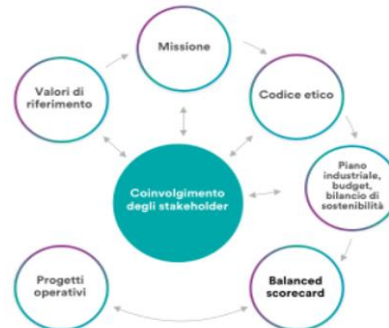 Missione
Valori di
riferimento
Codice etico
Coinvolgimento
degli stakeholder
Piano
industriale,
budget,
bilancio di
sostenibilità
Progetti
operativi
Balanced
scorecard